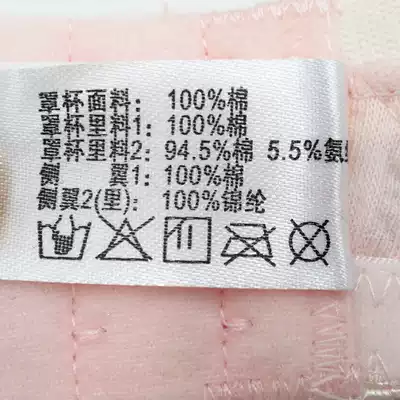 罩杯面料：100%棉
罩杯里料1：100%棉
罩杯里料2：94.5%棉 5.5%氨
侧 翼1：100%棉
侧翼2(里)：100%锦纶